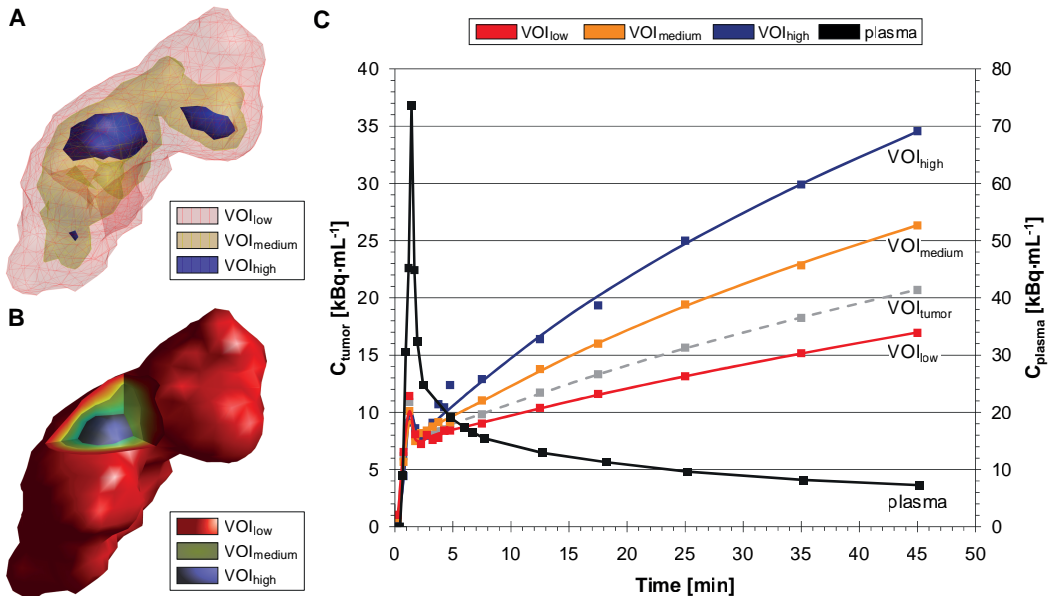 A
VOIlow
VOImedium
VOIhigh
B
VOIlow
VOImedium
VOIhigh
C
VOIlow VOImedium VOIhigh plasma
40
35
30
25
20
15
10
5
0
Ctumor [kBq·mL-1]
80
70
60
50
40
30
20
10
0
Cplasma [kBq·mL-1]
VOIhigh
VOImedium
VOItumor
VOIlow
plasma
0 5 10 15 20 25 30 35 40 45 50
Time [min]